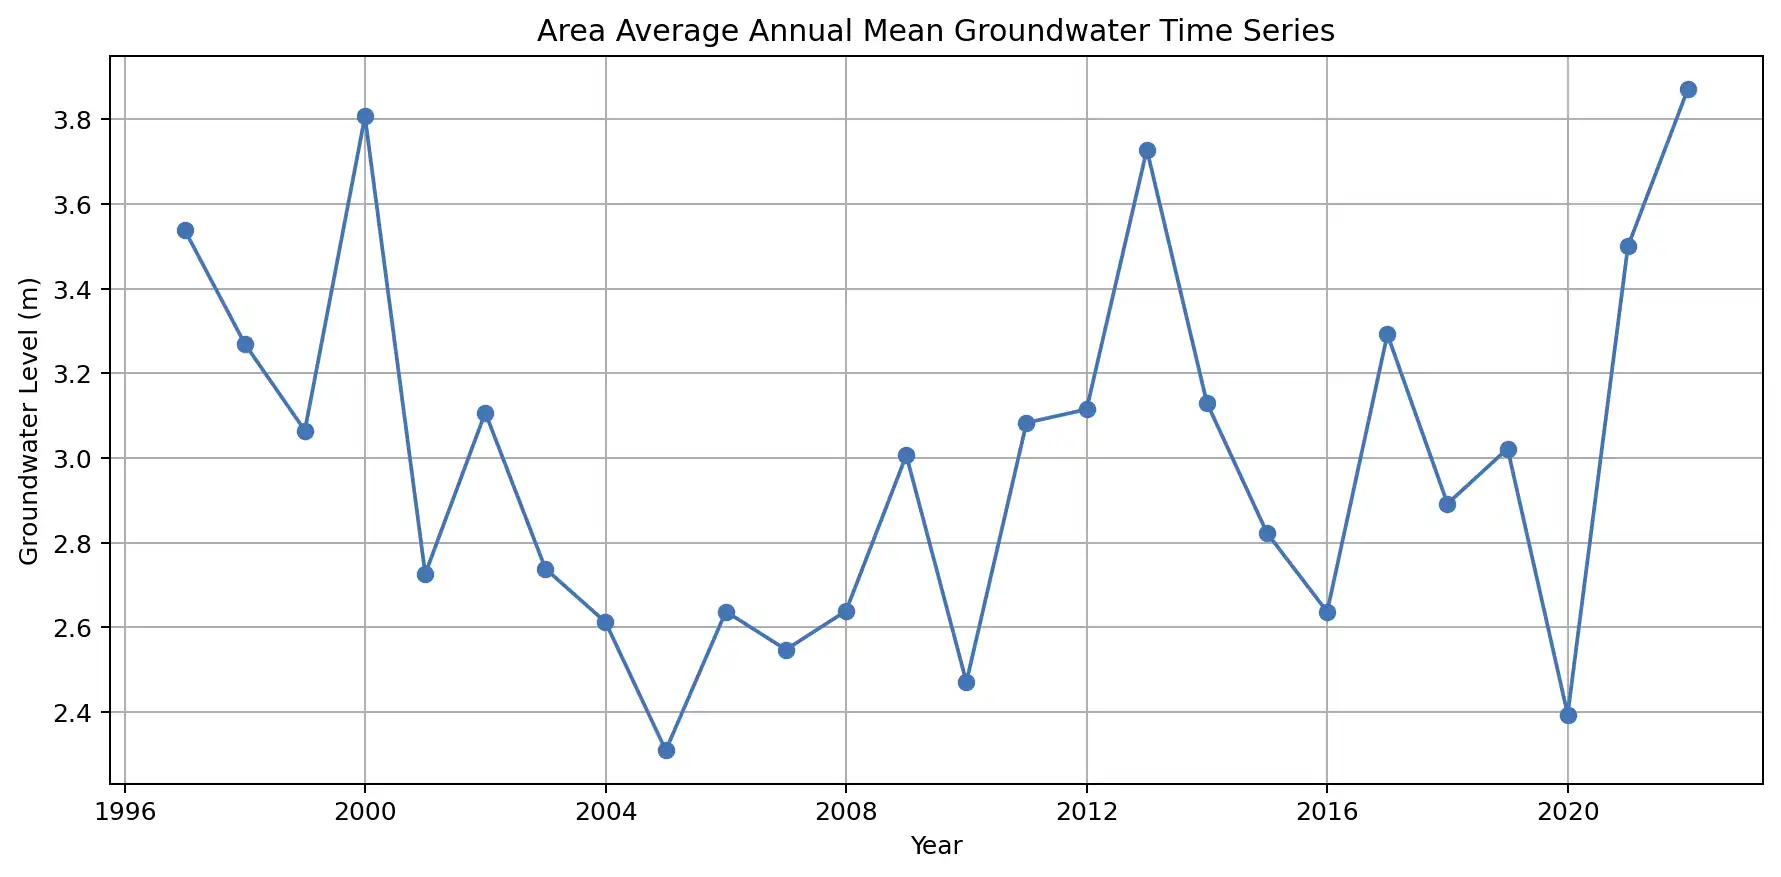 Area Average Annual Mean Groundwater Time Series
Groundwater Level (m)
3.8
3.6
3.4
3.2
3.0
2.8
2.6
2.4
1996 2000 2004 2008 2012 2016 2020
Year